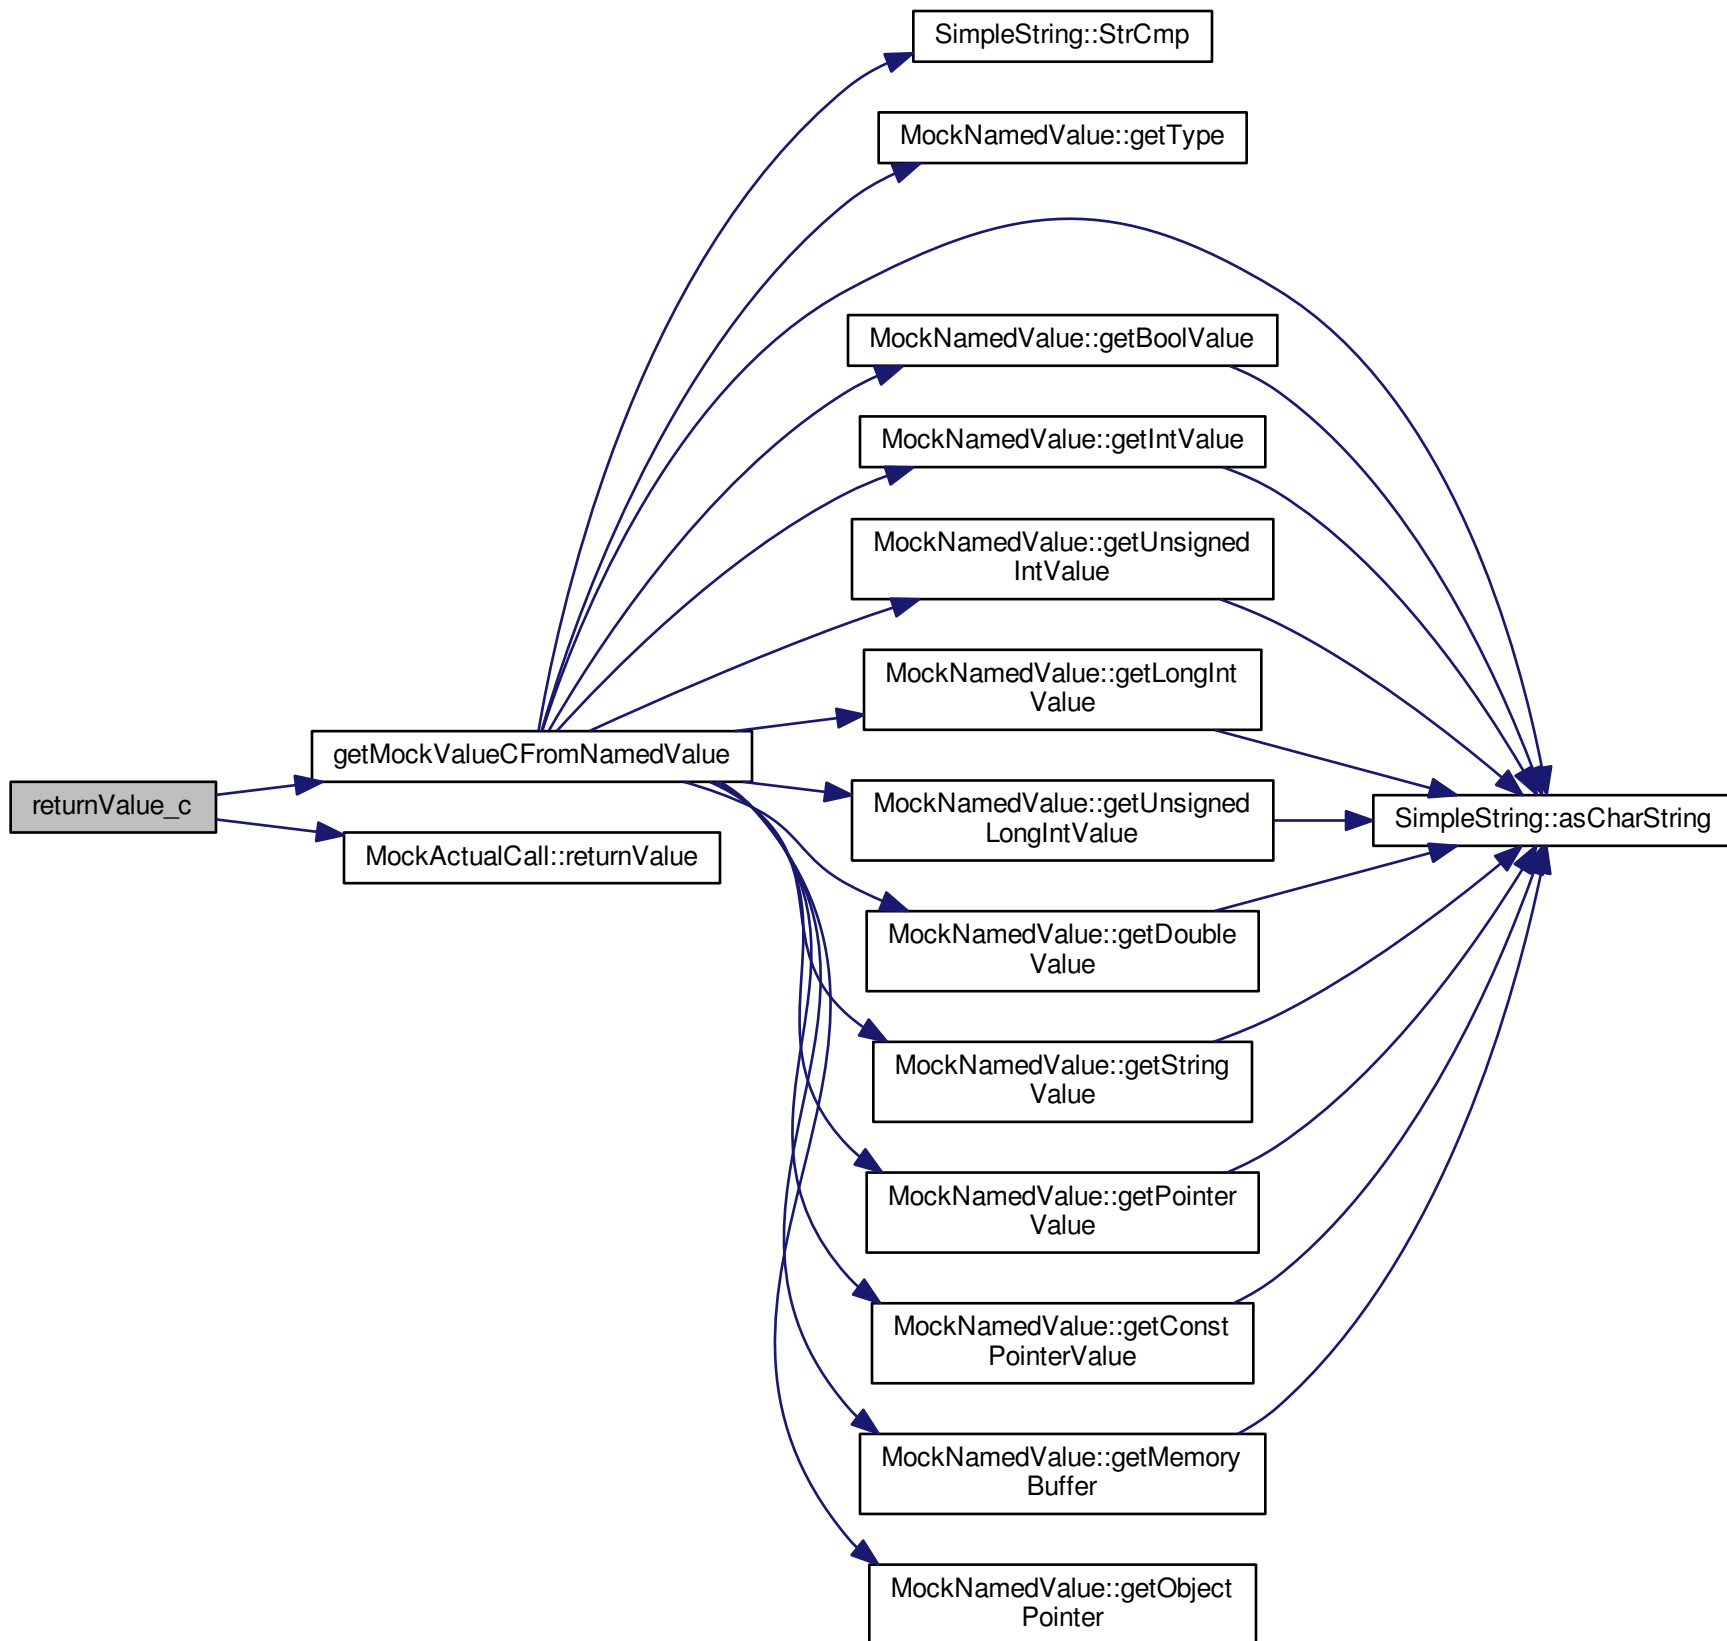 SimpleString::StrCmp
MockNamedValue::getType
MockNamedValue::getBoolValue
MockNamedValue::getIntValue
MockNamedValue::getUnsigned
IntValue
MockNamedValue::getLongInt
Value
getMockValueCFromNamedValue
returnValue_c
MockNamedValue::getUnsigned
LongIntValue
SimpleString::asCharString
MockActualCall::returnValue
MockNamedValue::getDouble
Value
MockNamedValue::getString
Value
MockNamedValue::getPointer
Value
MockNamedValue::getConst
PointerValue
MockNamedValue::getMemory
Buffer
MockNamedValue::getObject
Pointer